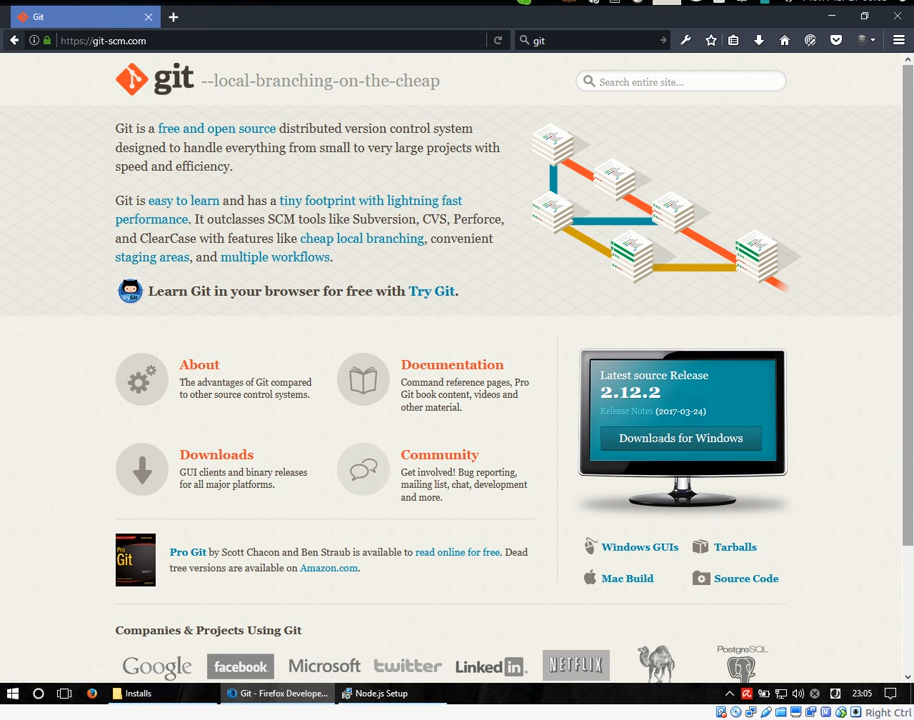 Git
https://git-scm.com
git
git --local-branching-on-the-cheap
Search entire site...
Git is a free and open source distributed version control system
designed to handle everything from small to very large projects with
speed and efficiency.
Git is easy to learn and has a tiny footprint with lightning fast
performance. It outclasses SCM tools like Subversion, CVS, Perforce,
and ClearCase with features like cheap local branching, convenient
staging areas, and multiple workflows.
Learn Git in your browser for free with Try Git.
About
The advantages of Git compared
to other source control systems.
Documentation
Command reference pages, Pro
Git book content, videos and
other material.
Downloads
GUI clients and binary releases
for all major platforms.
Community
Get involved! Bug reporting,
mailing list, chat, development
and more.
Latest source Release
2.12.2
Release Notes (2017-03-24)
Downloads for Windows
Windows GUIs
Tarballs
Mac Build
Source Code
Pro
Git
Pro Git by Scott Chacon and Ben Straub is available to read online for free. Dead
tree versions are available on Amazon.com.
Companies & Projects Using Git
Google
facebook
Microsoft
twitter
Linked in
NETFLIX
PostgreSQL
Installs
Git - Firefox Develope...
Node.js Setup
23:05
Right Ctrl